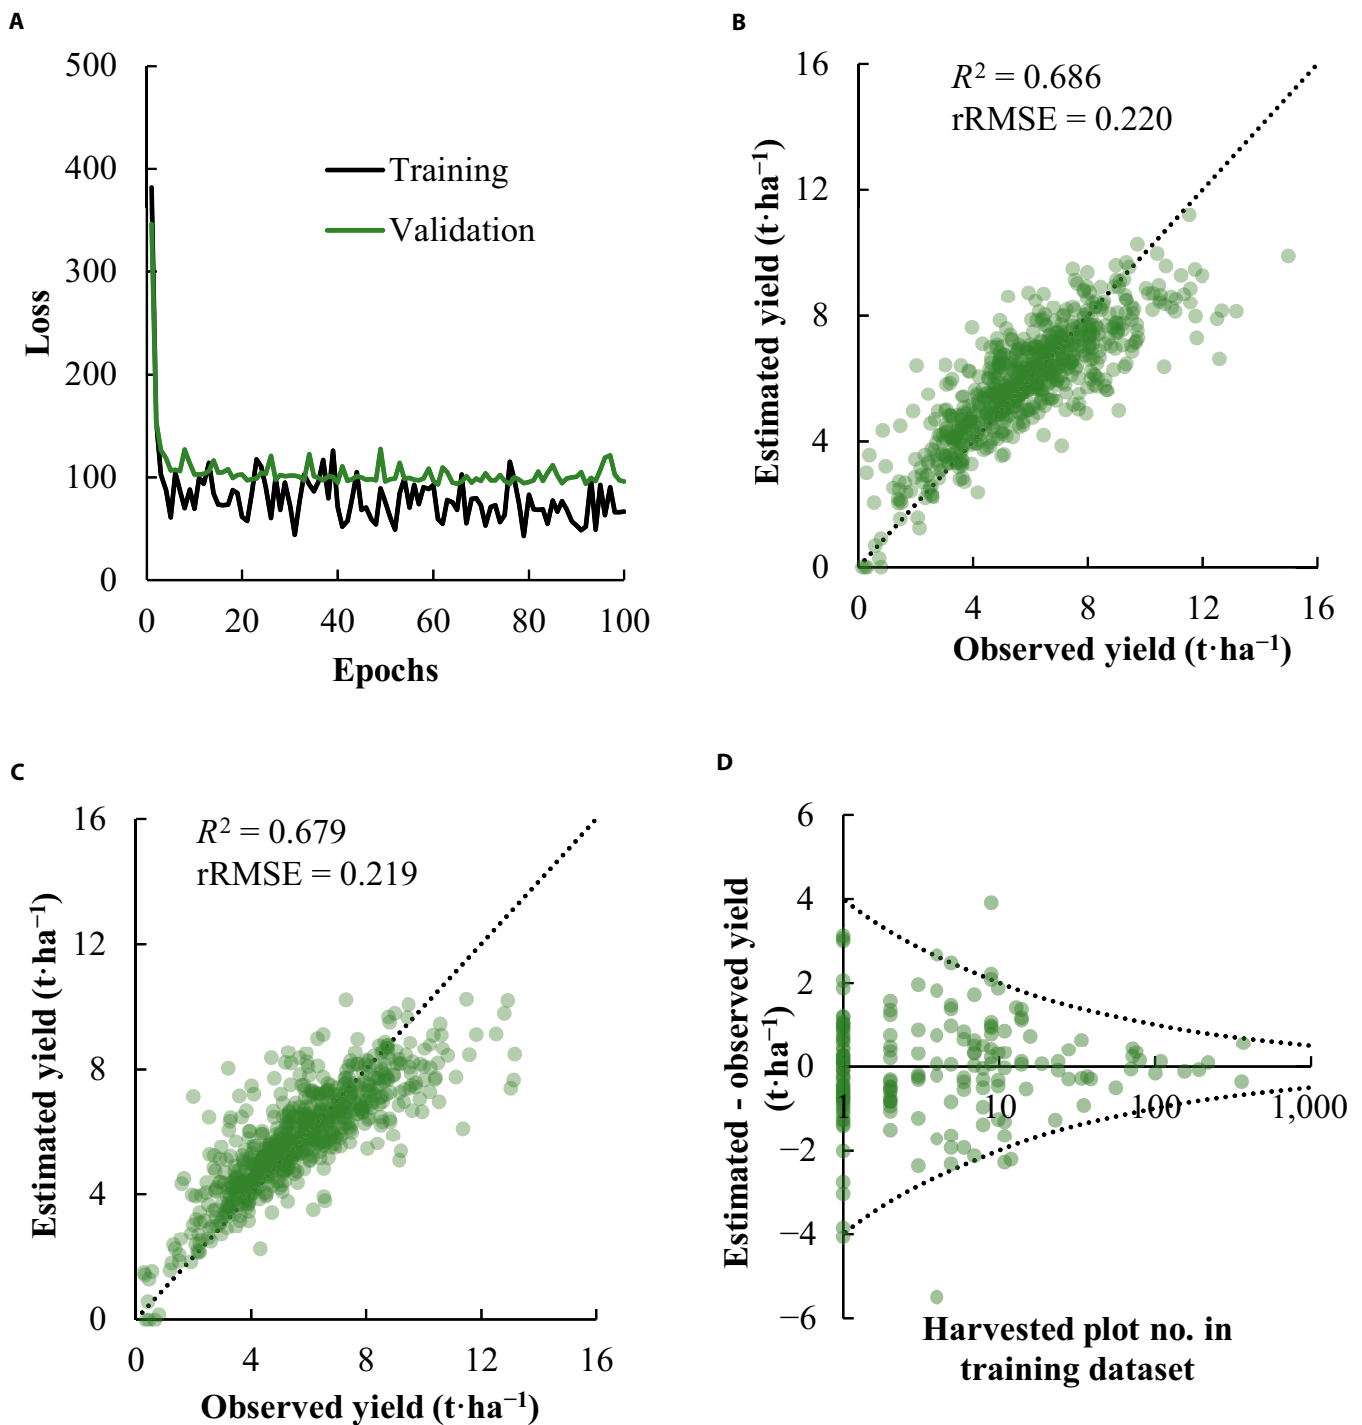 A
500
400
300
200
100
0
Loss
Training
Validation
0 20 40 60 80 100
Epochs
B
R² = 0.686
rRMSE = 0.220
16
12
8
4
0
Estimated yield (t·ha⁻¹)
0 4 8 12 16
Observed yield (t·ha⁻¹)
C
R² = 0.679
rRMSE = 0.219
16
12
8
4
0
Estimated yield (t·ha⁻¹)
0 4 8 12 16
Observed yield (t·ha⁻¹)
D
6
4
2
0
−2
−4
−6
Estimated - observed yield
(t·ha⁻¹)
1 10 100 1,000
Harvested plot no. in
training dataset